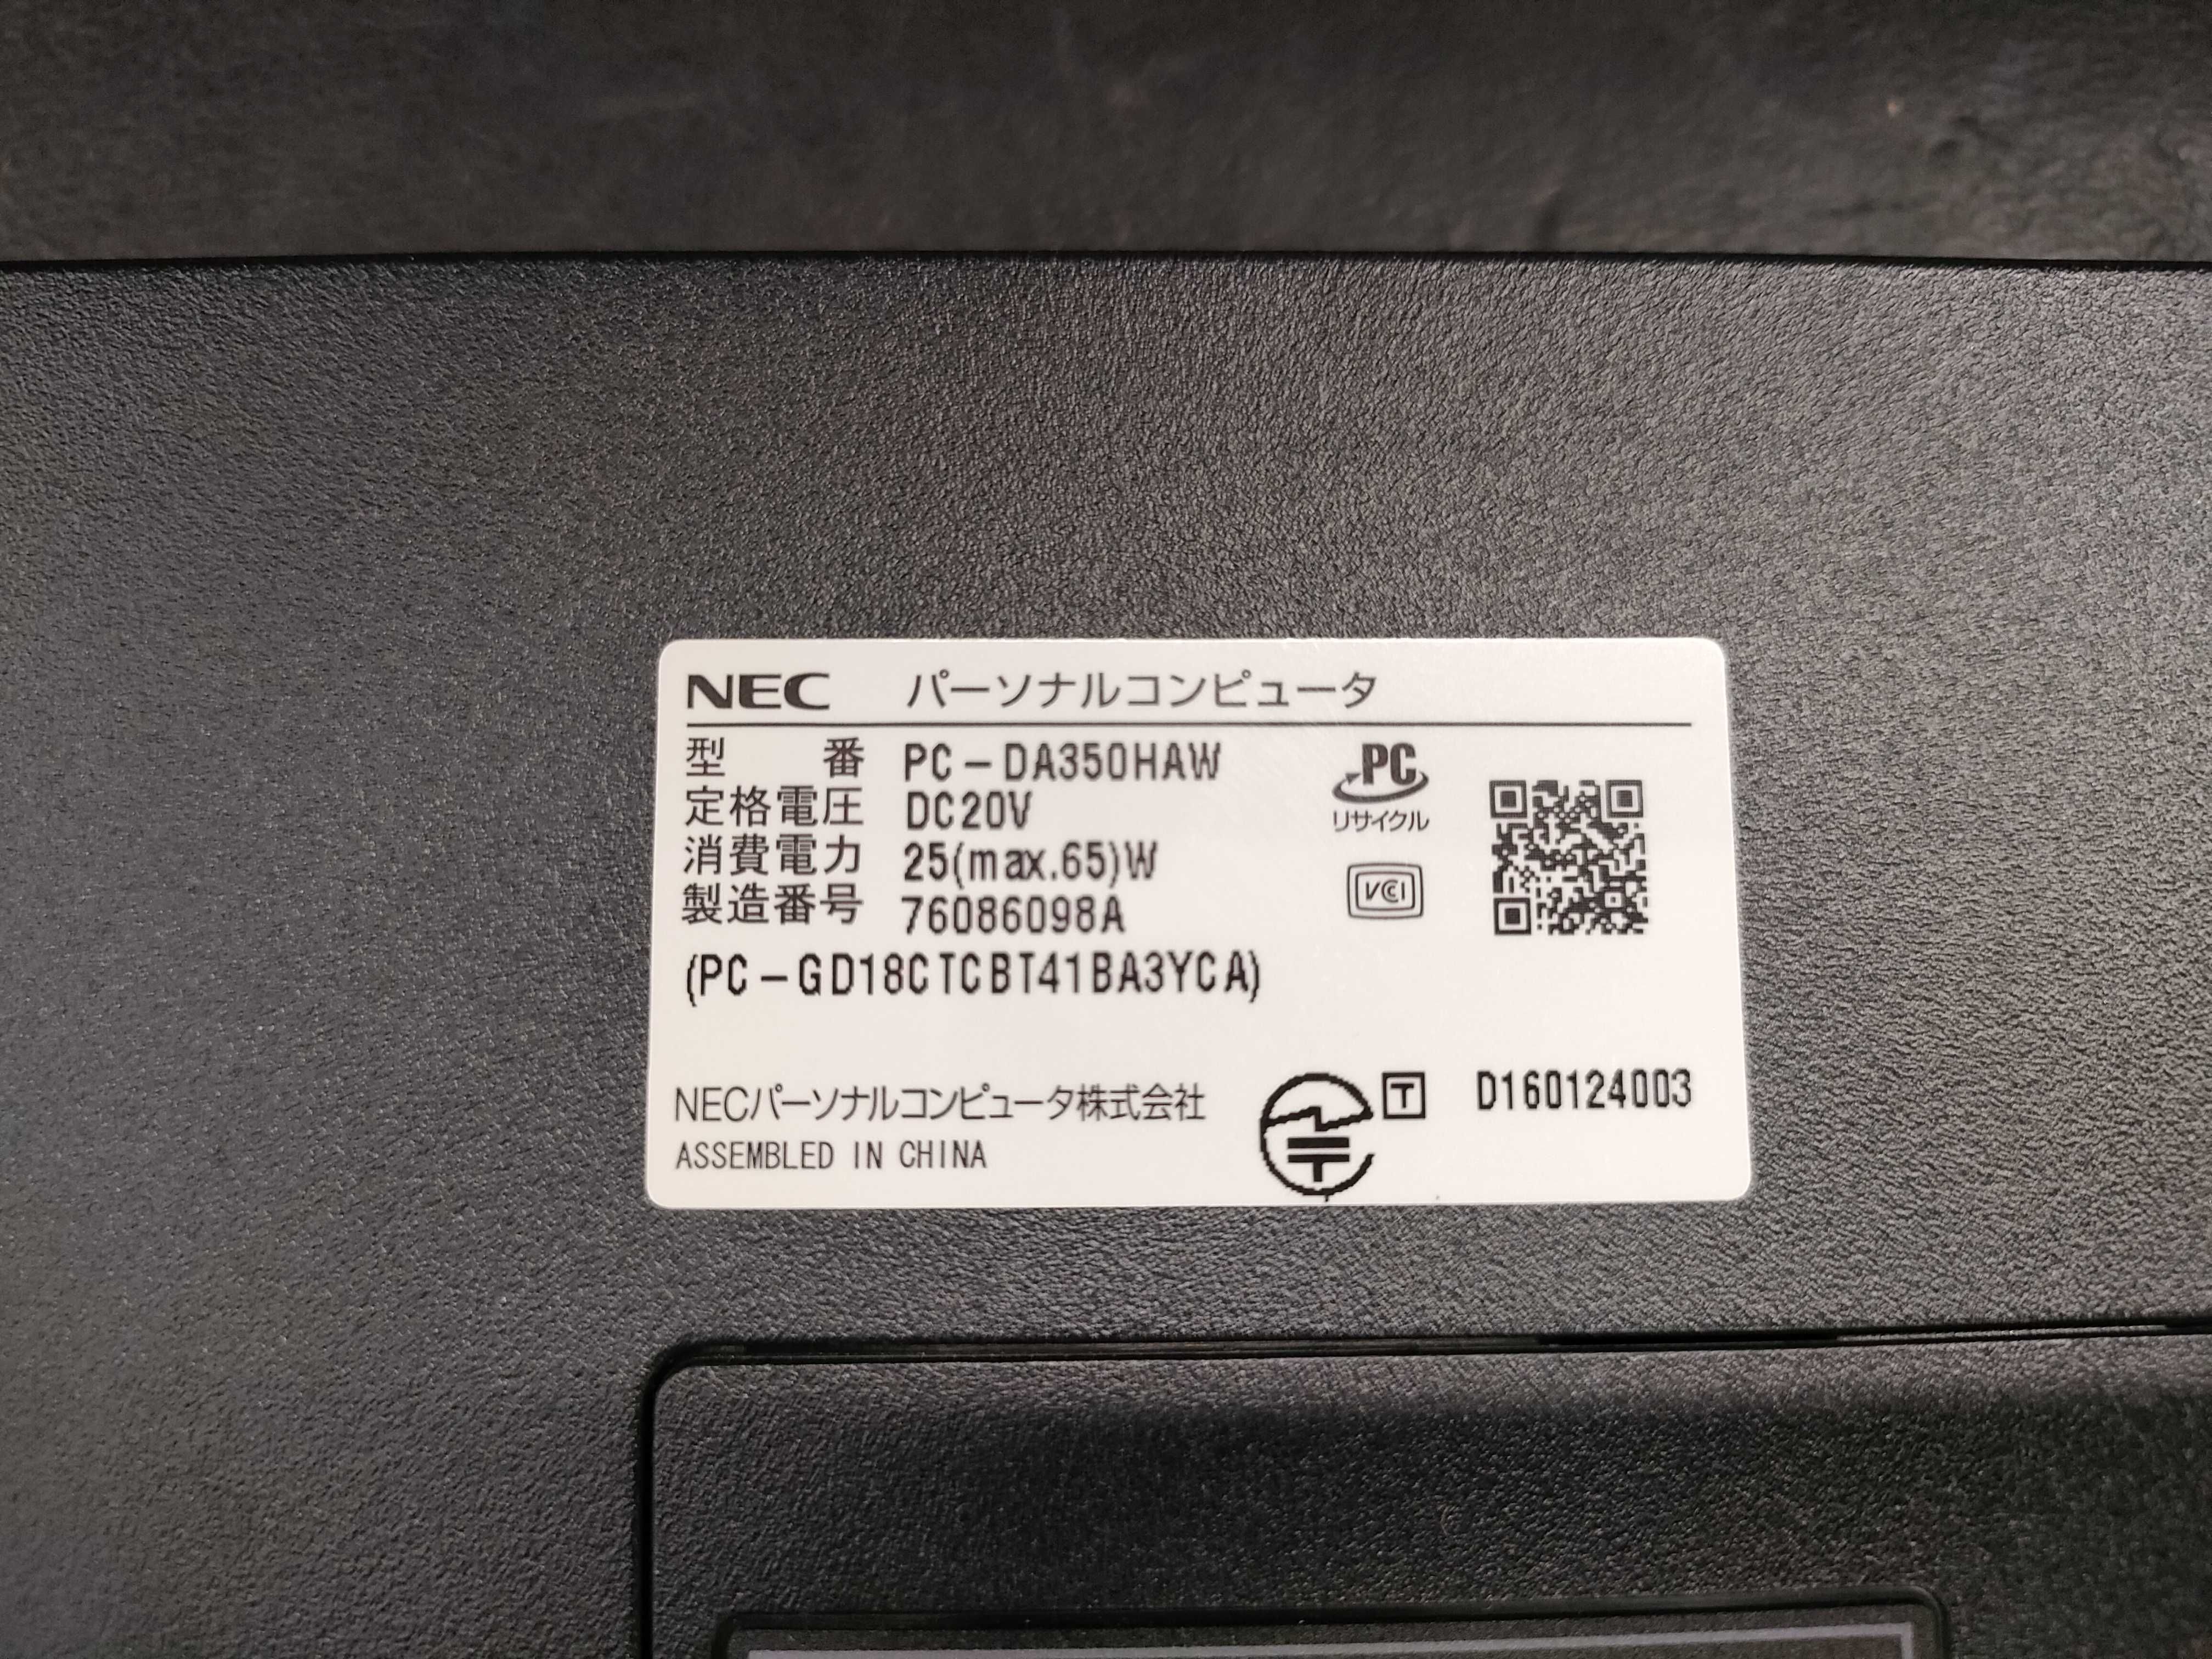 NEC パーソナルコンピュータ
型番 PC-DA350HAW
定格電圧 DC20V
消費電力 25(max.65)W
製造番号 76086098A
(PC-GD18CTCBT41BA3YCA)
PC
リサイクル
VCCI
NECパーソナルコンピュータ株式会社
ASSEMBLED IN CHINA
T D160124003